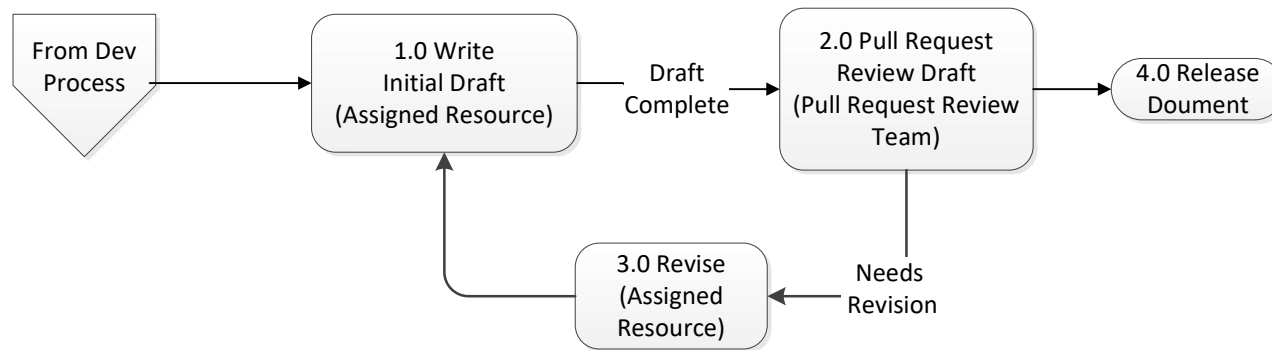 From Dev
Process
1.0 Write
Initial Draft
(Assigned Resource)
Draft
Complete
2.0 Pull Request
Review Draft
(Pull Request Review
Team)
4.0 Release
Doument
3.0 Revise
(Assigned
Resource)
Needs
Revision